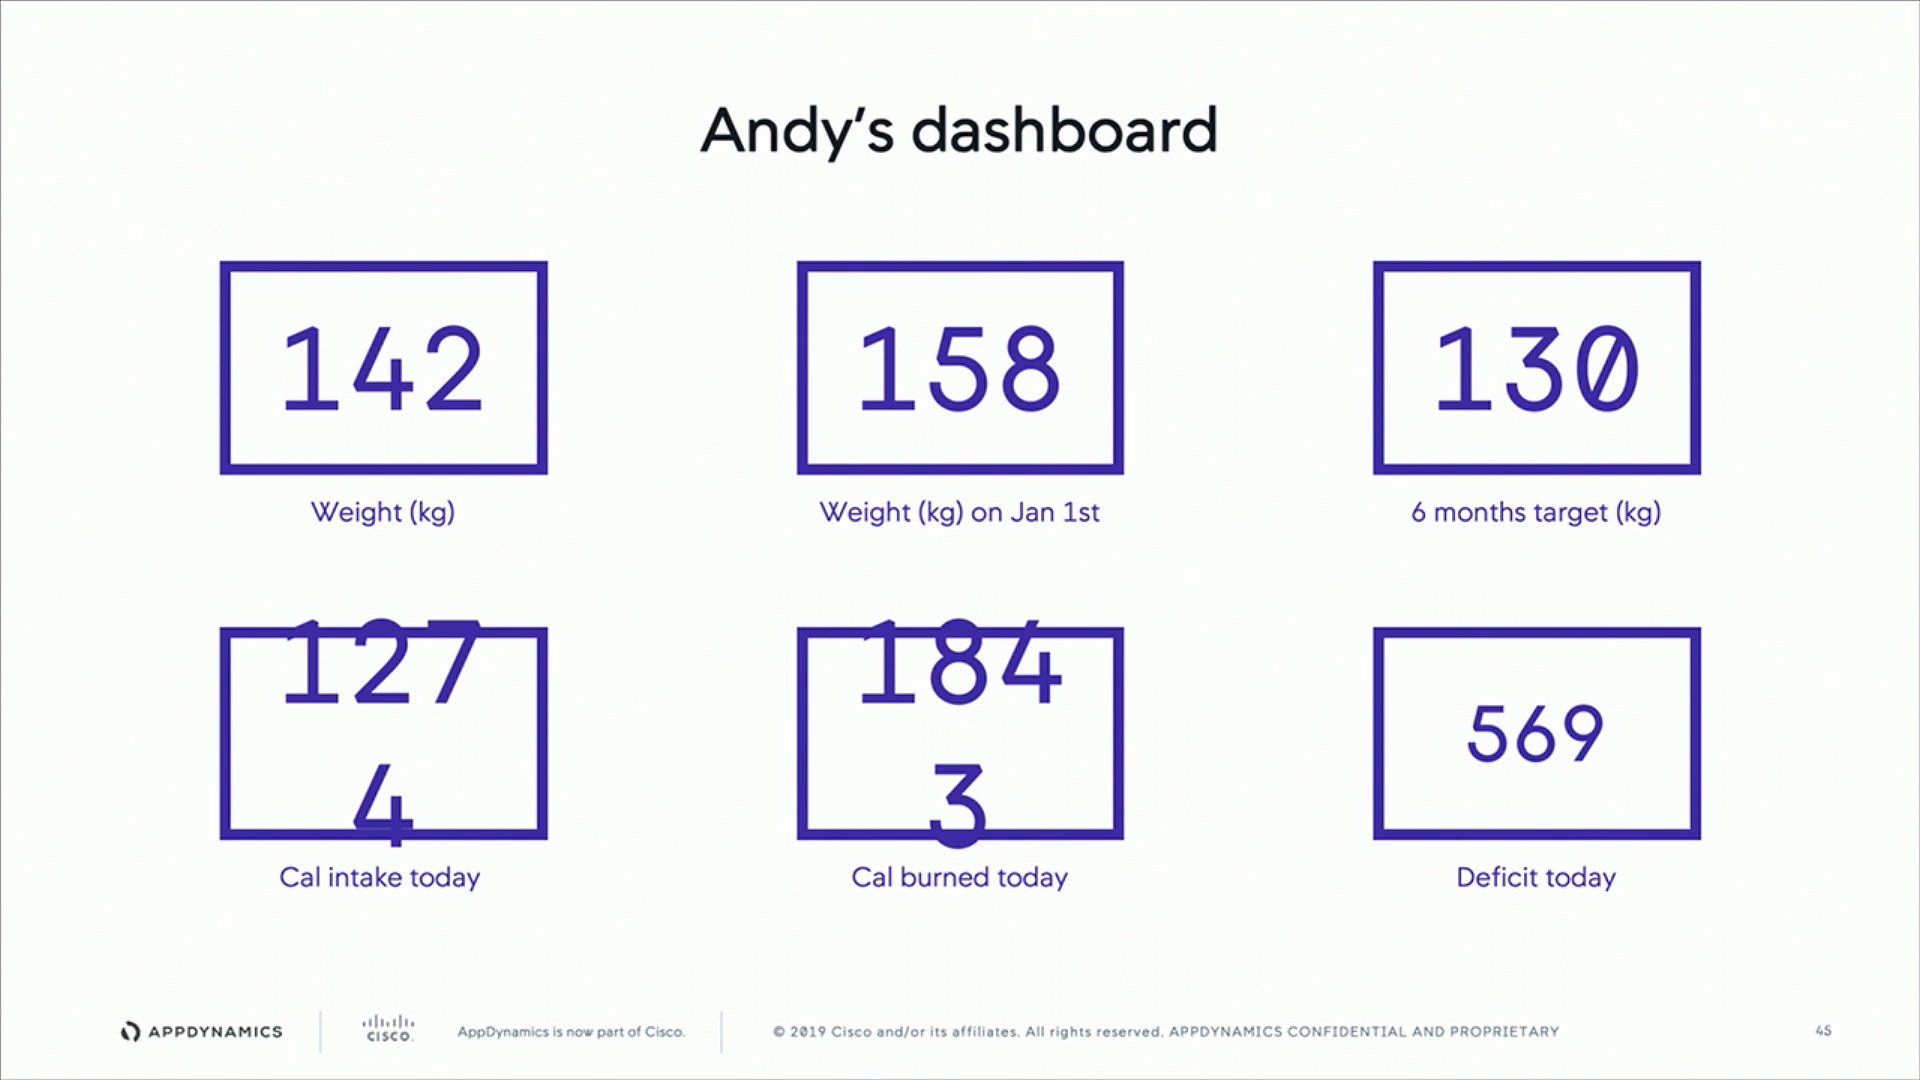 Andy's dashboard
142
158
130
Weight (kg)
Weight (kg) on Jan 1st
6 months target (kg)
127
4
184
3
569
Cal intake today
Cal burned today
Deficit today
APPDYNAMICS
CISCO.
AppDynamics is now part of Cisco.
© 2019 Cisco and/or its affiliates. All rights reserved. APPDYNAMICS CONFIDENTIAL AND PROPRIETARY
45